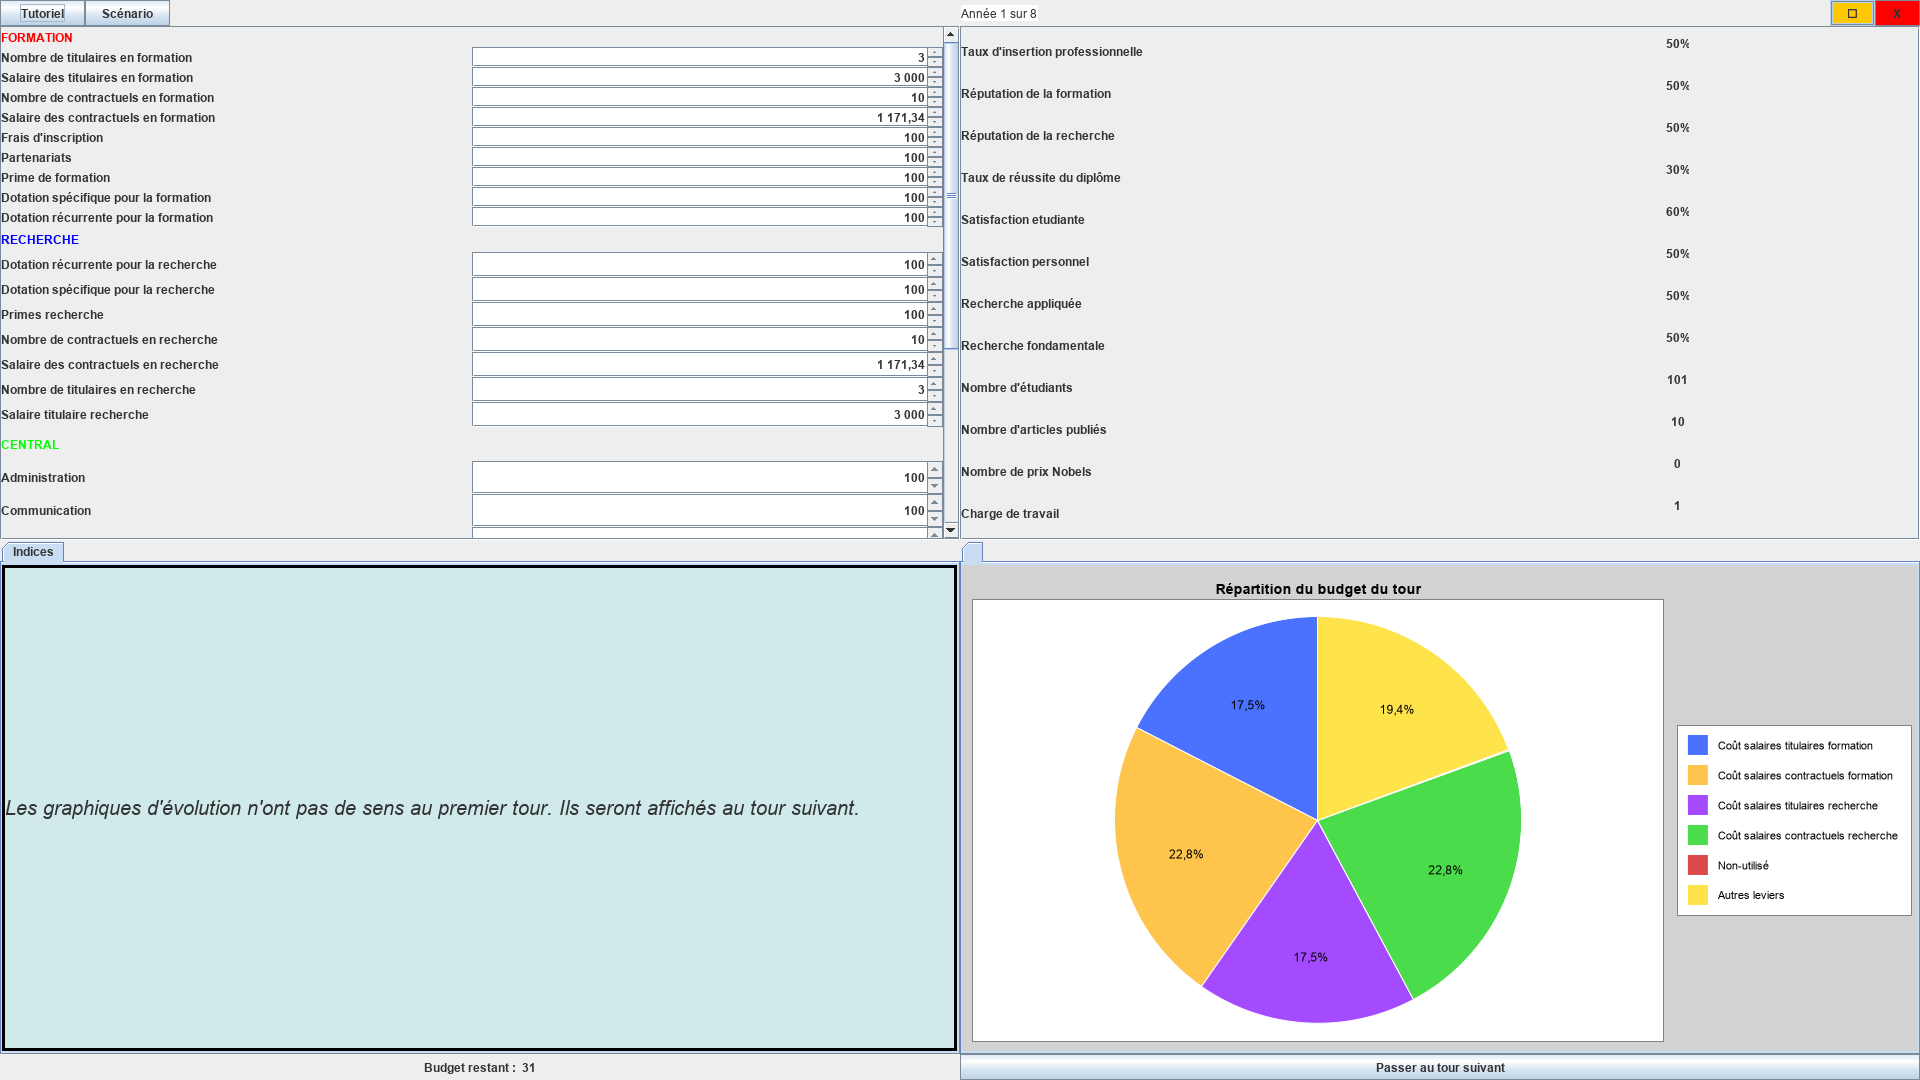 Tutoriel Scénario Année 1 sur 8 X
FORMATION
Nombre de titulaires en formation 3
Salaire des titulaires en formation 3 000
Nombre de contractuels en formation 10
Salaire des contractuels en formation 1 171,34
Frais d'inscription 100
Partenariats 100
Prime de formation 100
Dotation spécifique pour la formation 100
Dotation récurrente pour la formation 100
RECHERCHE
Dotation récurrente pour la recherche 100
Dotation spécifique pour la recherche 100
Primes recherche 100
Nombre de contractuels en recherche 10
Salaire des contractuels en recherche 1 171,34
Nombre de titulaires en recherche 3
Salaire titulaire recherche 3 000
CENTRAL
Administration 100
Communication 100
Taux d'insertion professionnelle 50%
Réputation de la formation 50%
Réputation de la recherche 50%
Taux de réussite du diplôme 30%
Satisfaction etudiante 60%
Satisfaction personnel 50%
Recherche appliquée 50%
Recherche fondamentale 50%
Nombre d'étudiants 101
Nombre d'articles publiés 10
Nombre de prix Nobels 0
Charge de travail 1
Indices
Les graphiques d'évolution n'ont pas de sens au premier tour. Ils seront affichés au tour suivant.
Répartition du budget du tour
17,5%
19,4%
22,8%
22,8%
17,5%
Coût salaires titulaires formation
Coût salaires contractuels formation
Coût salaires titulaires recherche
Coût salaires contractuels recherche
Non-utilisé
Autres leviers
Budget restant : 31
Passer au tour suivant